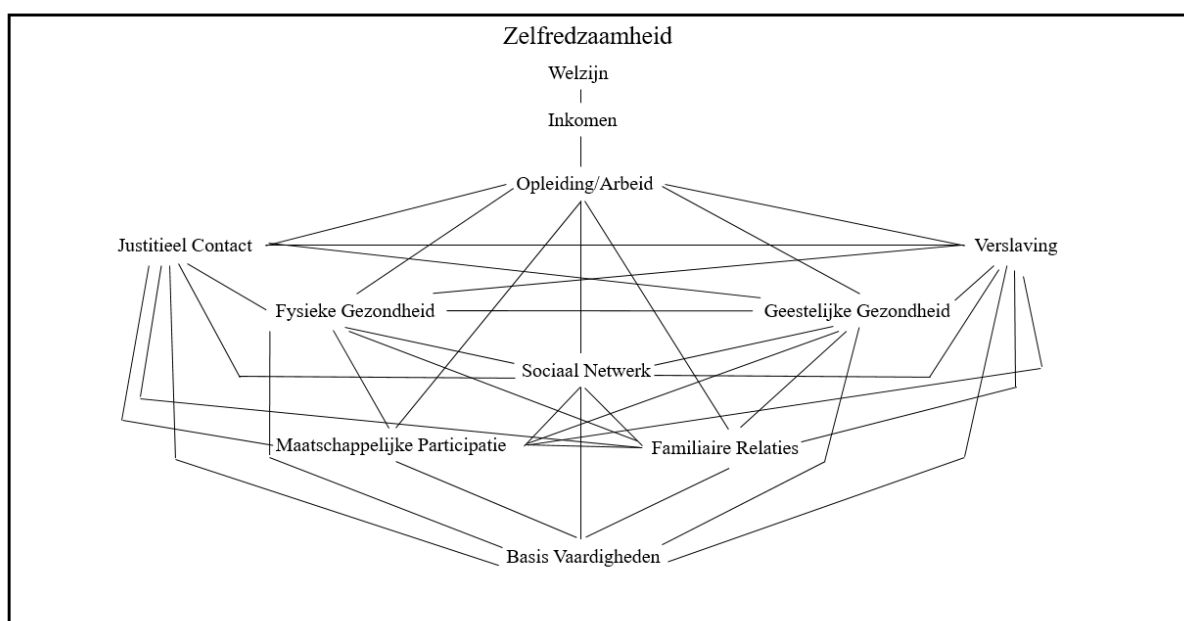 Zelfredzaamheid
Welzijn
Inkomen
Opleiding/Arbeid
Justitieel Contact
Verslaving
Fysieke Gezondheid
Geestelijke Gezondheid
Sociaal Netwerk
Maatschappelijke Participatie
Familiaire Relaties
Basis Vaardigheden